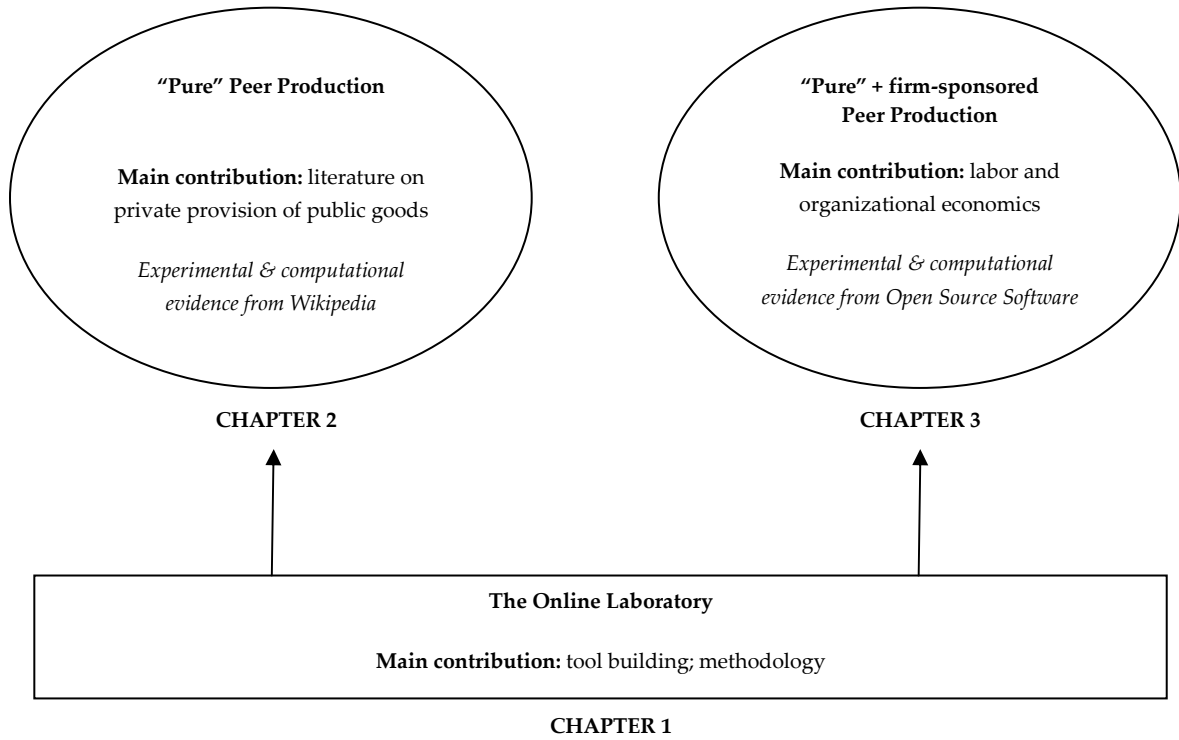 “Pure” Peer Production
Main contribution: literature on
private provision of public goods
Experimental & computational
evidence from Wikipedia
CHAPTER 2
“Pure” + firm-sponsored
Peer Production
Main contribution: labor and
organizational economics
Experimental & computational
evidence from Open Source Software
CHAPTER 3
The Online Laboratory
Main contribution: tool building; methodology
CHAPTER 1